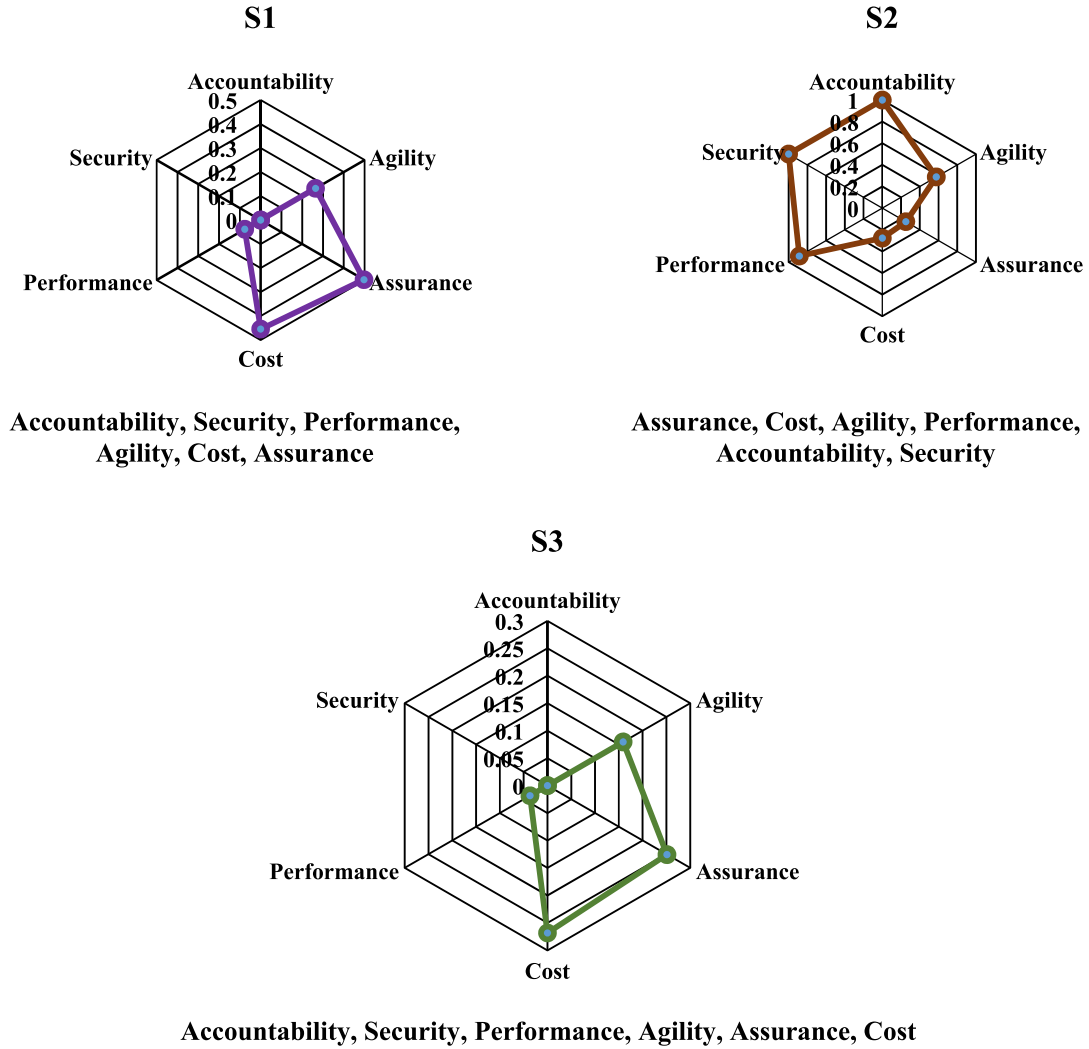 S1
Accountability
0.5
0.4
0.3
0.2
0.1
0
Security
Agility
Performance
Assurance
Cost
Accountability, Security, Performance,
Agility, Cost, Assurance
S2
Accountability
1
0.8
0.6
0.4
0.2
0
Security
Agility
Performance
Assurance
Cost
Assurance, Cost, Agility, Performance,
Accountability, Security
S3
Accountability
0.3
0.25
0.2
0.15
0.1
0.05
0
Security
Agility
Performance
Assurance
Cost
Accountability, Security, Performance, Agility, Assurance, Cost